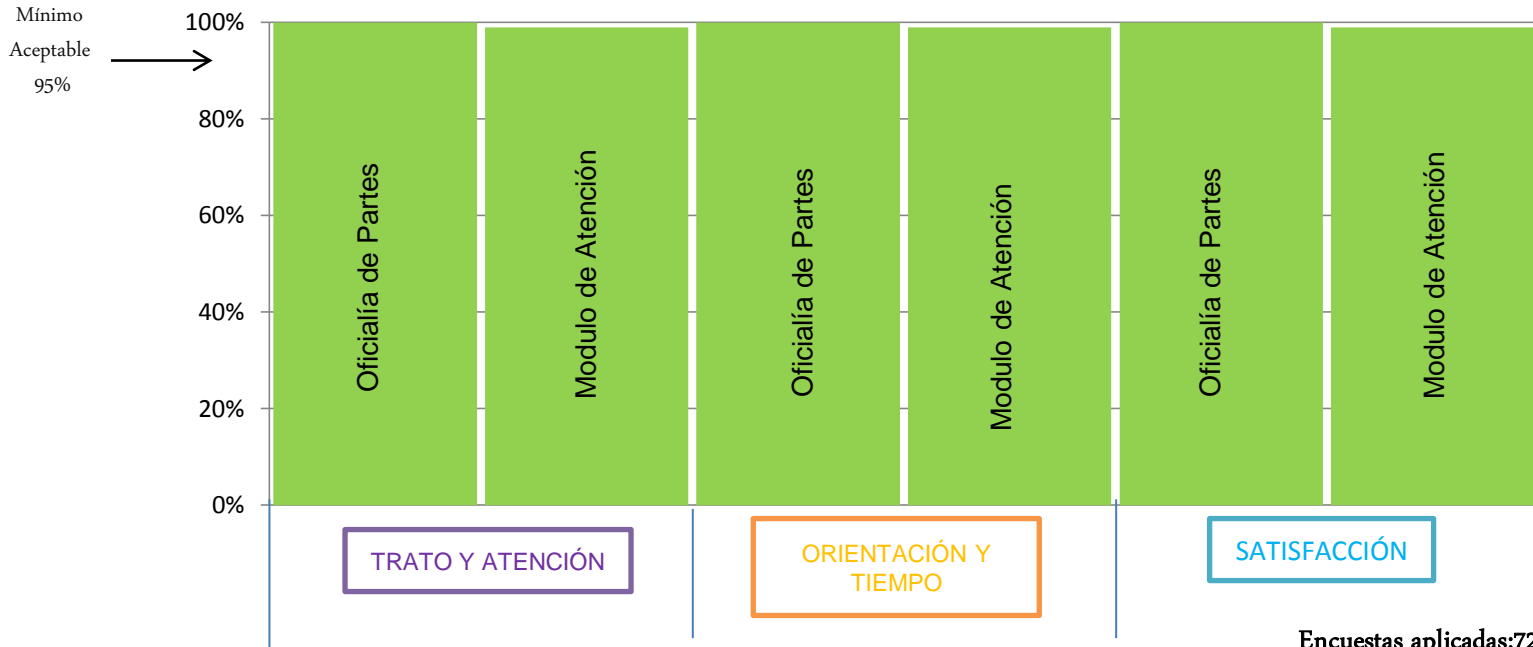 Mínimo
Aceptable
95%
100%
80%
60%
40%
20%
0%
Oficialía de Partes
Modulo de Atención
Oficialía de Partes
Modulo de Atención
Oficialía de Partes
Modulo de Atención
TRATO Y ATENCIÓN
ORIENTACIÓN Y
TIEMPO
SATISFACCIÓN
Encuestas aplicadas:72